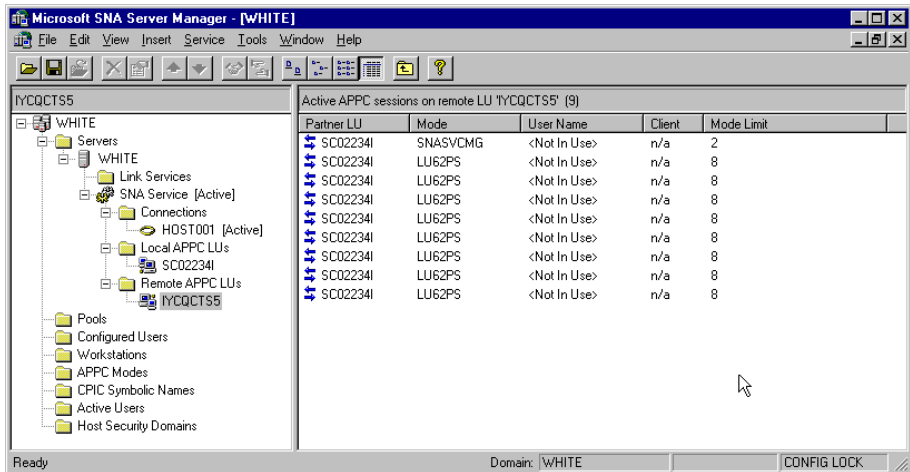 Microsoft SNA Server Manager - [WHITE]
File Edit View Insert Service Tools Window Help
IYCQCTS5
Active APPC sessions on remote LU 'IYCQCTS5' (9)
WHITE
Servers
WHITE
Link Services
SNA Service [Active]
Connections
HOST001 [Active]
Local APPC LUs
SC02234I
Remote APPC LUs
IYCQCTS5
Pools
Configured Users
Workstations
APPC Modes
CPIC Symbolic Names
Active Users
Host Security Domains
Partner LU Mode User Name Client Mode Limit
SC02234I SNASVCMG <Not In Use> n/a 2
SC02234I LU62PS <Not In Use> n/a 8
SC02234I LU62PS <Not In Use> n/a 8
SC02234I LU62PS <Not In Use> n/a 8
SC02234I LU62PS <Not In Use> n/a 8
SC02234I LU62PS <Not In Use> n/a 8
SC02234I LU62PS <Not In Use> n/a 8
SC02234I LU62PS <Not In Use> n/a 8
SC02234I LU62PS <Not In Use> n/a 8
Ready Domain: WHITE CONFIG LOCK